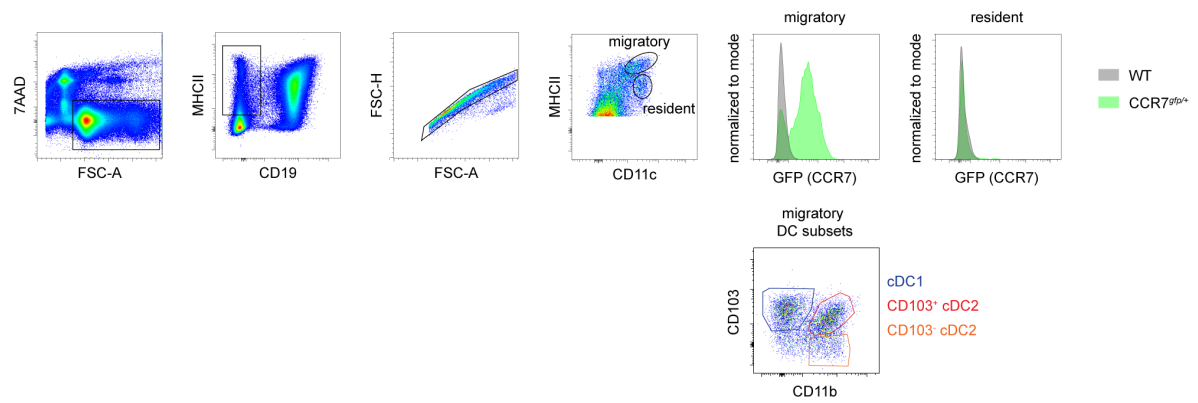 7AAD
FSC-A
MHCII
CD19
FSC-H
FSC-A
MHCII
migratory
resident
CD11c
migratory
normalized to mode
GFP (CCR7)
resident
normalized to mode
GFP (CCR7)
WT
CCR7gfp/+
migratory
DC subsets
CD103
CD11b
cDC1
CD103+ cDC2
CD103- cDC2